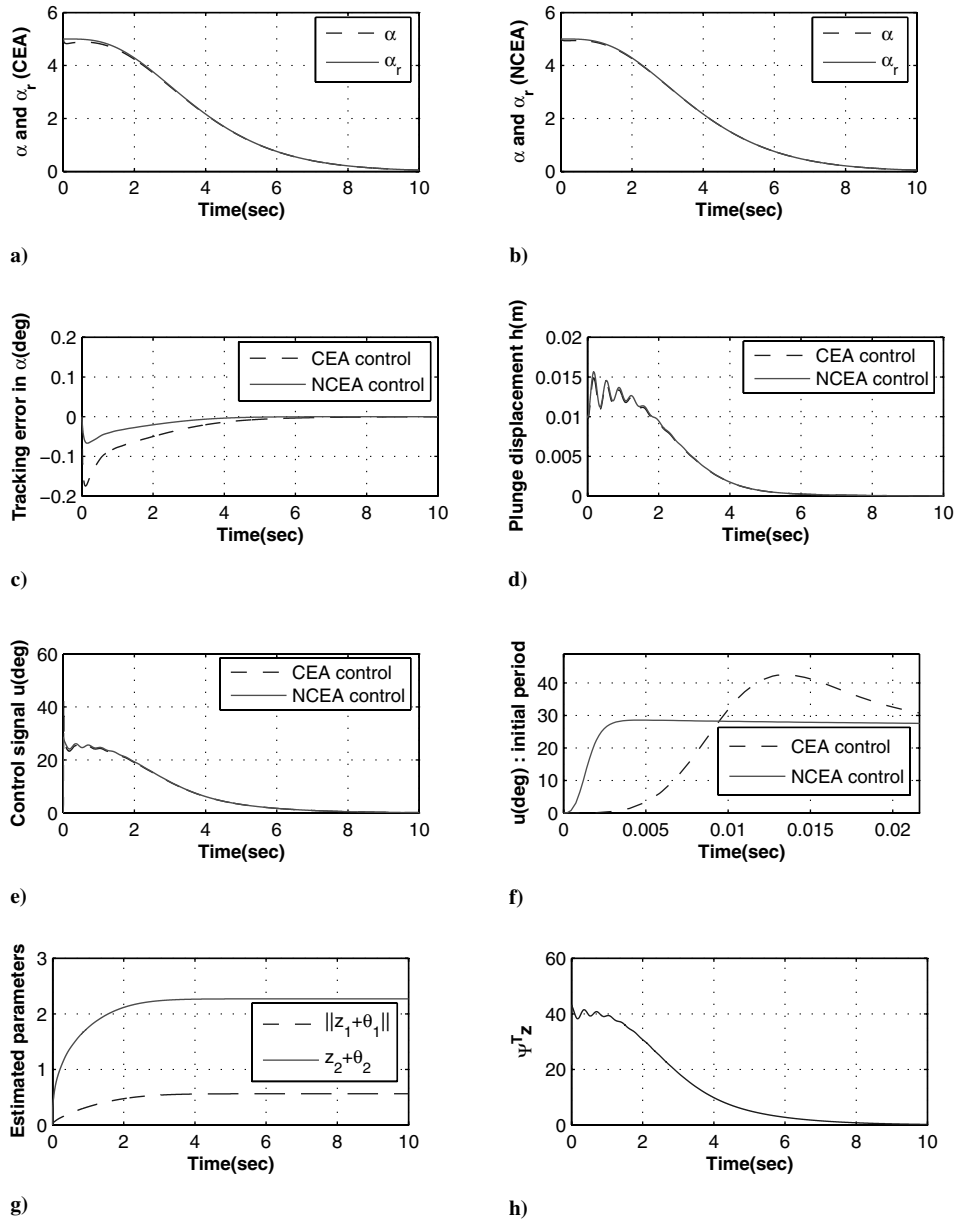 α and α_r (CEA)
6
4
2
0
0 2 4 6 8 10
Time(sec)
α
α_r
a)
α and α_r (NCEA)
6
4
2
0
0 2 4 6 8 10
Time(sec)
α
α_r
b)
Tracking error in α(deg)
0.2
0.1
0
−0.1
−0.2
0 2 4 6 8 10
Time(sec)
CEA control
NCEA control
c)
Plunge displacement h(m)
0.02
0.015
0.01
0.005
0
0 2 4 6 8 10
Time(sec)
CEA control
NCEA control
d)
Control signal u(deg)
60
40
20
0
0 2 4 6 8 10
Time(sec)
CEA control
NCEA control
e)
u(deg) : initial period
40
30
20
10
0
0 0.005 0.01 0.015 0.02
Time(sec)
CEA control
NCEA control
f)
Estimated parameters
3
2
1
0
0 2 4 6 8 10
Time(sec)
||z_1+θ_1||
z_2+θ_2
g)
Ψ^T z
60
40
20
0
0 2 4 6 8 10
Time(sec)
h)